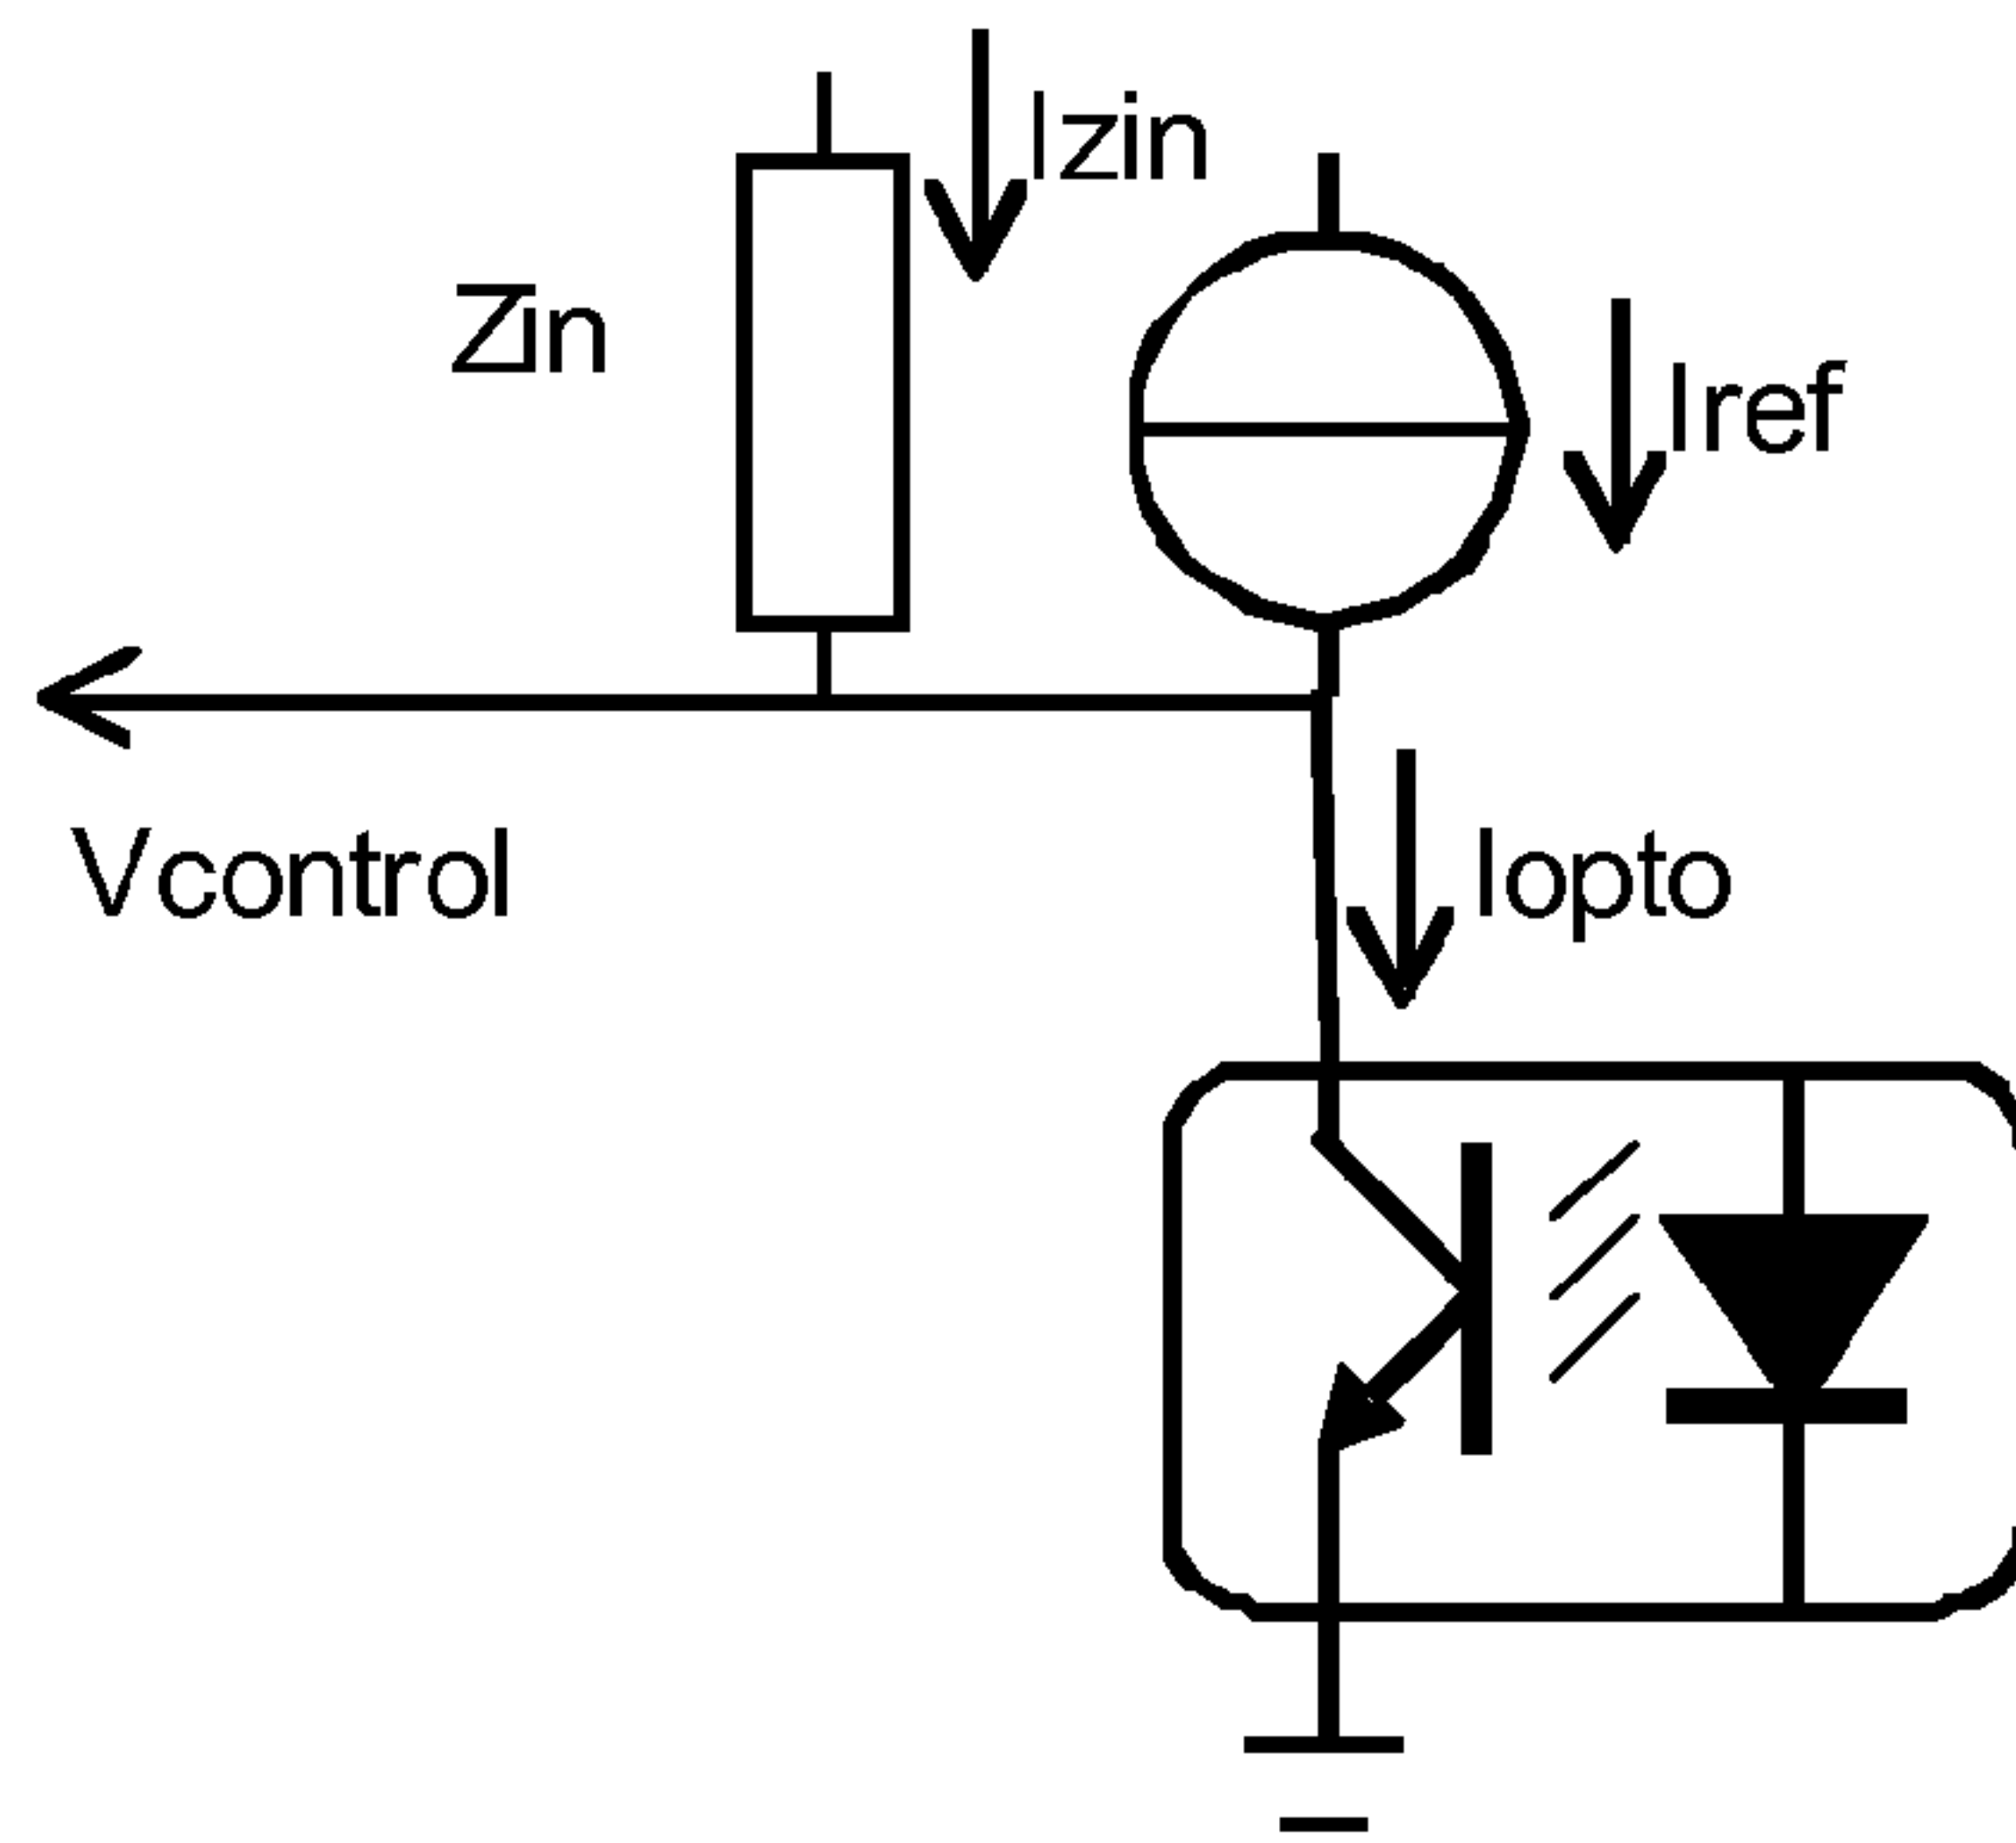 Izin
Zin
Iref
Vcontrol
Iopto